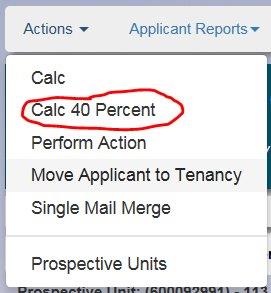 Actions Applicant Reports
Calc
Calc 40 Percent
Perform Action
Move Applicant to Tenancy
Single Mail Merge
Prospective Units
Prospective Unit: (600092991) - 113